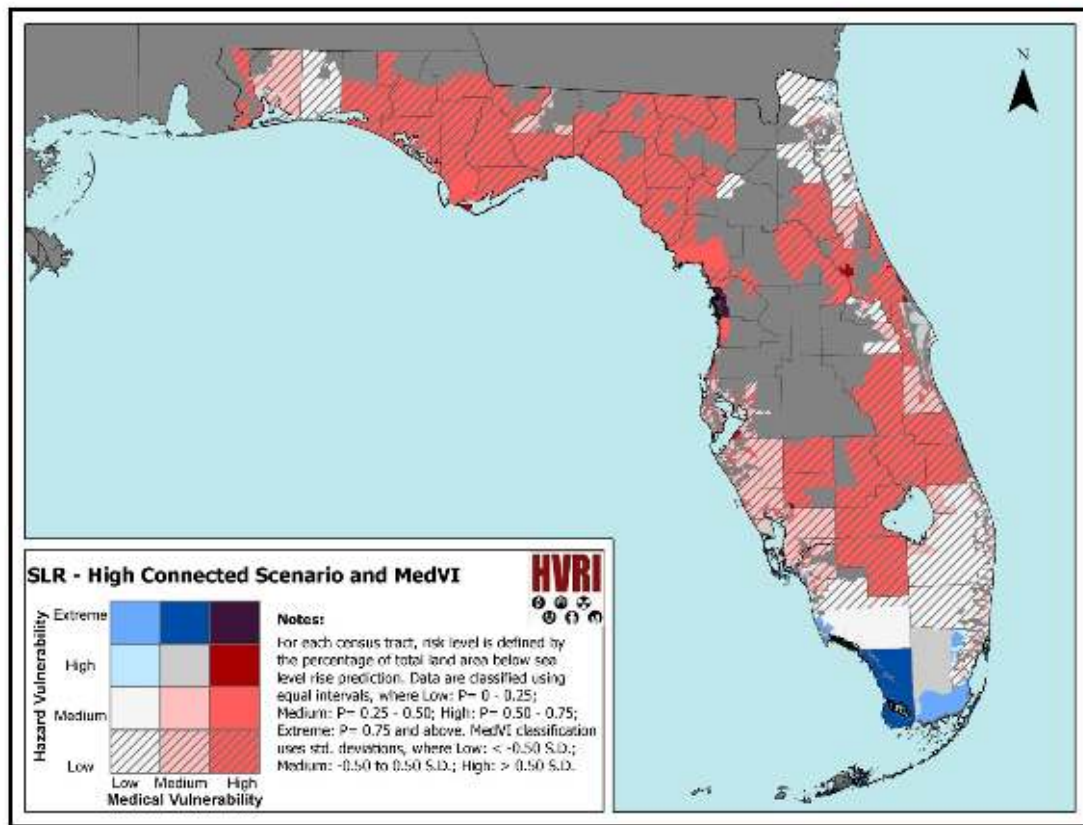 N
SLR - High Connected Scenario and MedVI
HVRI
Hazard Vulnerability
Extreme
High
Medium
Low
Low Medium High
Medical Vulnerability
Notes:
For each census tract, risk level is defined by
the percentage of total land area below sea
level rise prediction. Data are classified using
equal intervals, where Low: P= 0 - 0.25;
Medium: P= 0.25 - 0.50; High: P= 0.50 - 0.75;
Extreme: P= 0.75 and above. MedVI classification
uses std. deviations, where Low: < -0.50 S.D.;
Medium: -0.50 to 0.50 S.D.; High: > 0.50 S.D.